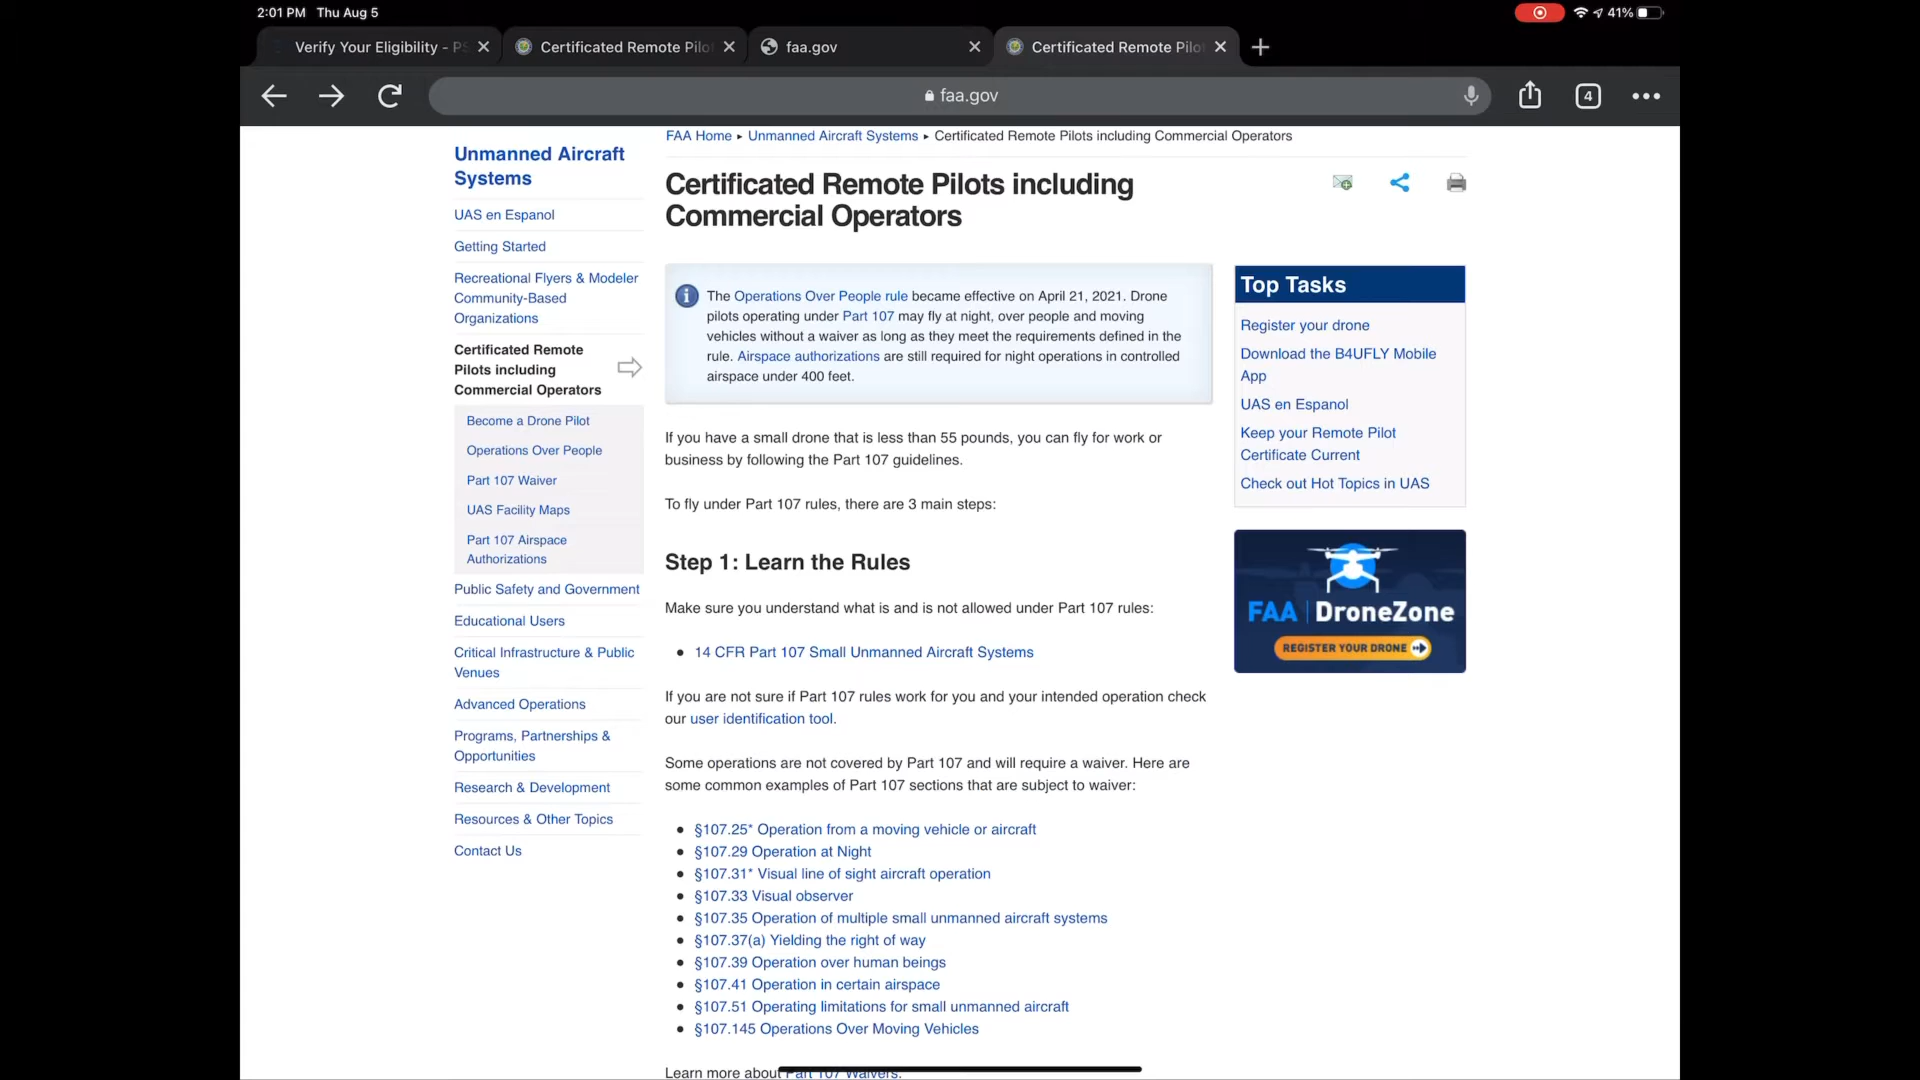 2:01 PM Thu Aug 5
41%
Verify Your Eligibility - PS
Certificated Remote Pilo
faa.gov
Certificated Remote Pilo
faa.gov
4
FAA Home ▸ Unmanned Aircraft Systems ▸ Certificated Remote Pilots including Commercial Operators
Unmanned Aircraft
Systems
UAS en Espanol
Getting Started
Recreational Flyers & Modeler
Community-Based
Organizations
Certificated Remote
Pilots including
Commercial Operators
Become a Drone Pilot
Operations Over People
Part 107 Waiver
UAS Facility Maps
Part 107 Airspace
Authorizations
Public Safety and Government
Educational Users
Critical Infrastructure & Public
Venues
Advanced Operations
Programs, Partnerships &
Opportunities
Research & Development
Resources & Other Topics
Contact Us
Certificated Remote Pilots including
Commercial Operators
The Operations Over People rule became effective on April 21, 2021. Drone
pilots operating under Part 107 may fly at night, over people and moving
vehicles without a waiver as long as they meet the requirements defined in the
rule. Airspace authorizations are still required for night operations in controlled
airspace under 400 feet.
If you have a small drone that is less than 55 pounds, you can fly for work or
business by following the Part 107 guidelines.
To fly under Part 107 rules, there are 3 main steps:
Step 1: Learn the Rules
Make sure you understand what is and is not allowed under Part 107 rules:
• 14 CFR Part 107 Small Unmanned Aircraft Systems
If you are not sure if Part 107 rules work for you and your intended operation check
our user identification tool.
Some operations are not covered by Part 107 and will require a waiver. Here are
some common examples of Part 107 sections that are subject to waiver:
• §107.25* Operation from a moving vehicle or aircraft
• §107.29 Operation at Night
• §107.31* Visual line of sight aircraft operation
• §107.33 Visual observer
• §107.35 Operation of multiple small unmanned aircraft systems
• §107.37(a) Yielding the right of way
• §107.39 Operation over human beings
• §107.41 Operation in certain airspace
• §107.51 Operating limitations for small unmanned aircraft
• §107.145 Operations Over Moving Vehicles
Learn more about Part 107 Waivers.
Top Tasks
Register your drone
Download the B4UFLY Mobile
App
UAS en Espanol
Keep your Remote Pilot
Certificate Current
Check out Hot Topics in UAS
FAA | DroneZone
REGISTER YOUR DRONE